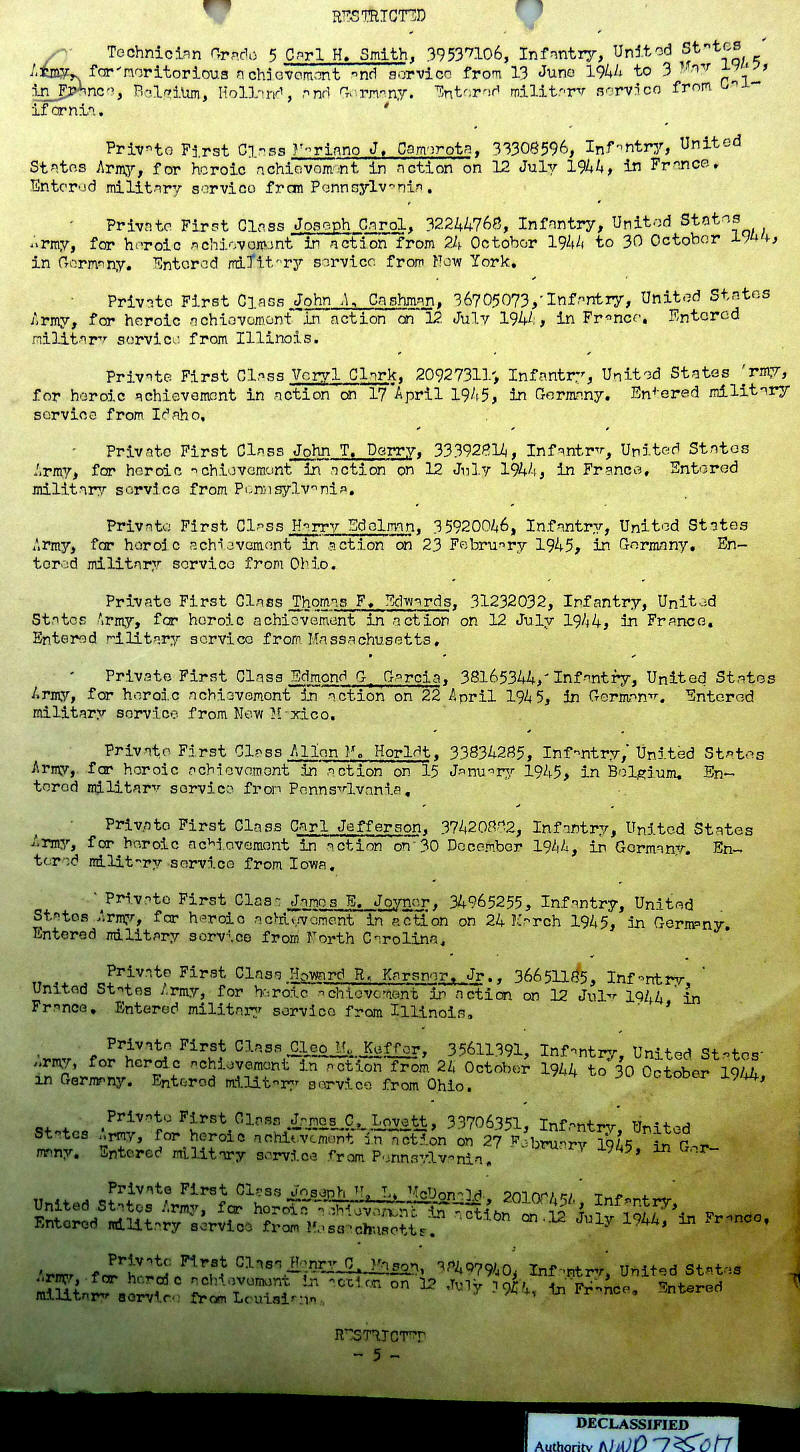 RESTRICTED
Technician Grade 5 Carl H. Smith, 39537106, Infantry, United States
Army, for meritorious achievement and service from 13 June 1944 to 3 May 1945,
in France, Belgium, Holland, and Germany. Entered military service from Cal-
ifornia.
Private First Class Mariano J. Camorota, 33308596, Infantry, United
States Army, for heroic achievement in action on 12 July 1944, in France.
Entered military service from Pennsylvania.
Private First Class Joseph Carol, 32244768, Infantry, United States
Army, for heroic achievement in action from 24 October 1944 to 30 October 1944,
in Germany. Entered military service from New York.
Private First Class John A. Cashman, 36705073, Infantry, United States
Army, for heroic achievement in action on 12 July 1944, in France. Entered
military service from Illinois.
Private First Class Veryl Clark, 20927311, Infantry, United States Army,
for heroic achievement in action on 17 April 1945, in Germany. Entered military
service from Idaho.
Private First Class John T. Derry, 33392814, Infantry, United States
Army, for heroic achievement in action on 12 July 1944, in France. Entered
military service from Pennsylvania.
Private First Class Harry Edelman, 35920046, Infantry, United States
Army, for heroic achievement in action on 23 February 1945, in Germany. En-
tered military service from Ohio.
Private First Class Thomas F. Edwards, 31232032, Infantry, United
States Army, for heroic achievement in action on 12 July 1944, in France.
Entered military service from Massachusetts.
Private First Class Edmond G. Garcia, 38165344, Infantry, United States
Army, for heroic achievement in action on 22 April 1945, in Germany. Entered
military service from New Mexico.
Private First Class Allen M. Horldt, 33834285, Infantry, United States
Army, for heroic achievement in action on 15 January 1945, in Belgium. En-
tered military service from Pennsylvania.
Private First Class Carl Jefferson, Infantry, United States
Army, for heroic achievement in action on 30 December 1944, in Germany. En-
tered military service from Iowa.
Private First Class James E. Joyner, 34965255, Infantry, United
States Army, for heroic achievement in action on 24 March 1945, in Germany.
Entered military service from North Carolina.
Private First Class Howard R. Karsner, Jr., 36651185, Infantry,
United States Army, for heroic achievement in action on 12 July 1944, in
France. Entered military service from Illinois.
Private First Class Cleo M. Keffer, 35611391, Infantry, United States
Army, for heroic achievement in action from 24 October 1944 to 30 October 1944,
in Germany. Entered military service from Ohio.
Private First Class James C. Lovett, 33706351, Infantry, United
States Army, for heroic achievement in action on 27 February 1945, in Ger-
many. Entered military service from Pennsylvania.
Private First Class Joseph L. McDonald, Infantry,
United States Army, for heroic achievement in action on 12 July 1944, in France,
Entered military service from Massachusetts.
Private First Class Henry C. Mason, 38497940, Infantry, United States
Army, for heroic achievement in action on 12 July 1944, in France. Entered
military service from Louisiana.
RESTRICTED
- 5 -
DECLASSIFIED
Authority NND 735017